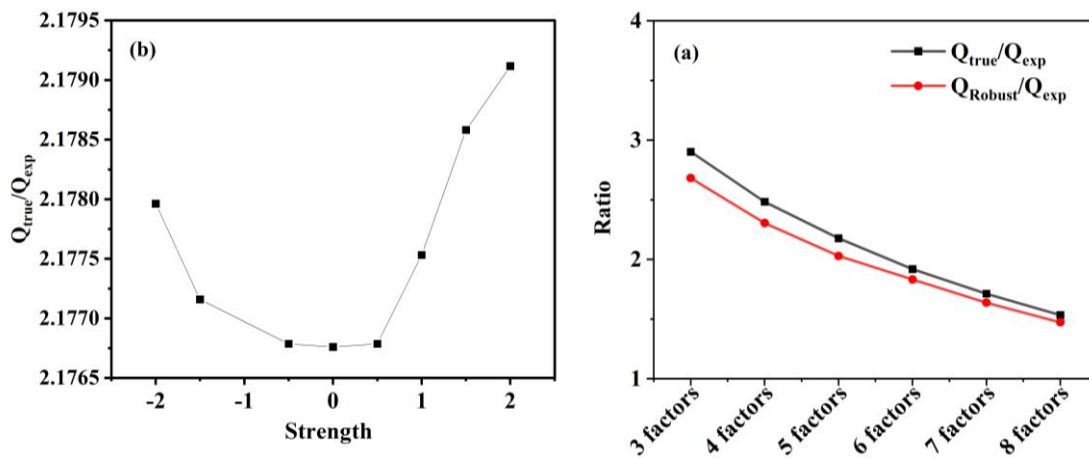 (b)
2.1795
2.1790
2.1785
2.1780
2.1775
2.1770
2.1765
Q_true/Q_exp
-2 -1 0 1 2
Strength
(a)
Q_true/Q_exp
Q_Robust/Q_exp
4
3
2
1
Ratio
3 factors
4 factors
5 factors
6 factors
7 factors
8 factors